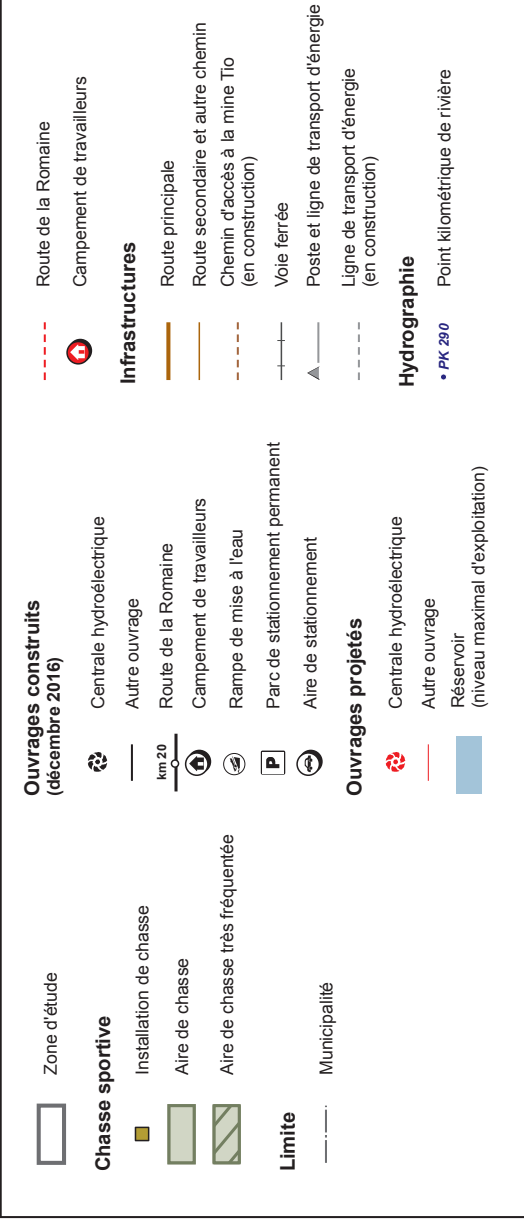 Zone d'étude
Chasse sportive
Installation de chasse
Aire de chasse
Aire de chasse très fréquentée
Limite
Municipalité
Ouvrages construits
(décembre 2016)
Centrale hydroélectrique
Autre ouvrage
km 20
Route de la Romaine
Campement de travailleurs
Rampe de mise à l'eau
P
Parc de stationnement permanent
Aire de stationnement
Ouvrages projetés
Centrale hydroélectrique
Autre ouvrage
Réservoir
(niveau maximal d'exploitation)
Route de la Romaine
Campement de travailleurs
Infrastructures
Route principale
Route secondaire et autre chemin
Chemin d'accès à la mine Tio
(en construction)
Voie ferrée
Poste et ligne de transport d'énergie
Ligne de transport d'énergie
(en construction)
Hydrographie
• PK 290
Point kilométrique de rivière